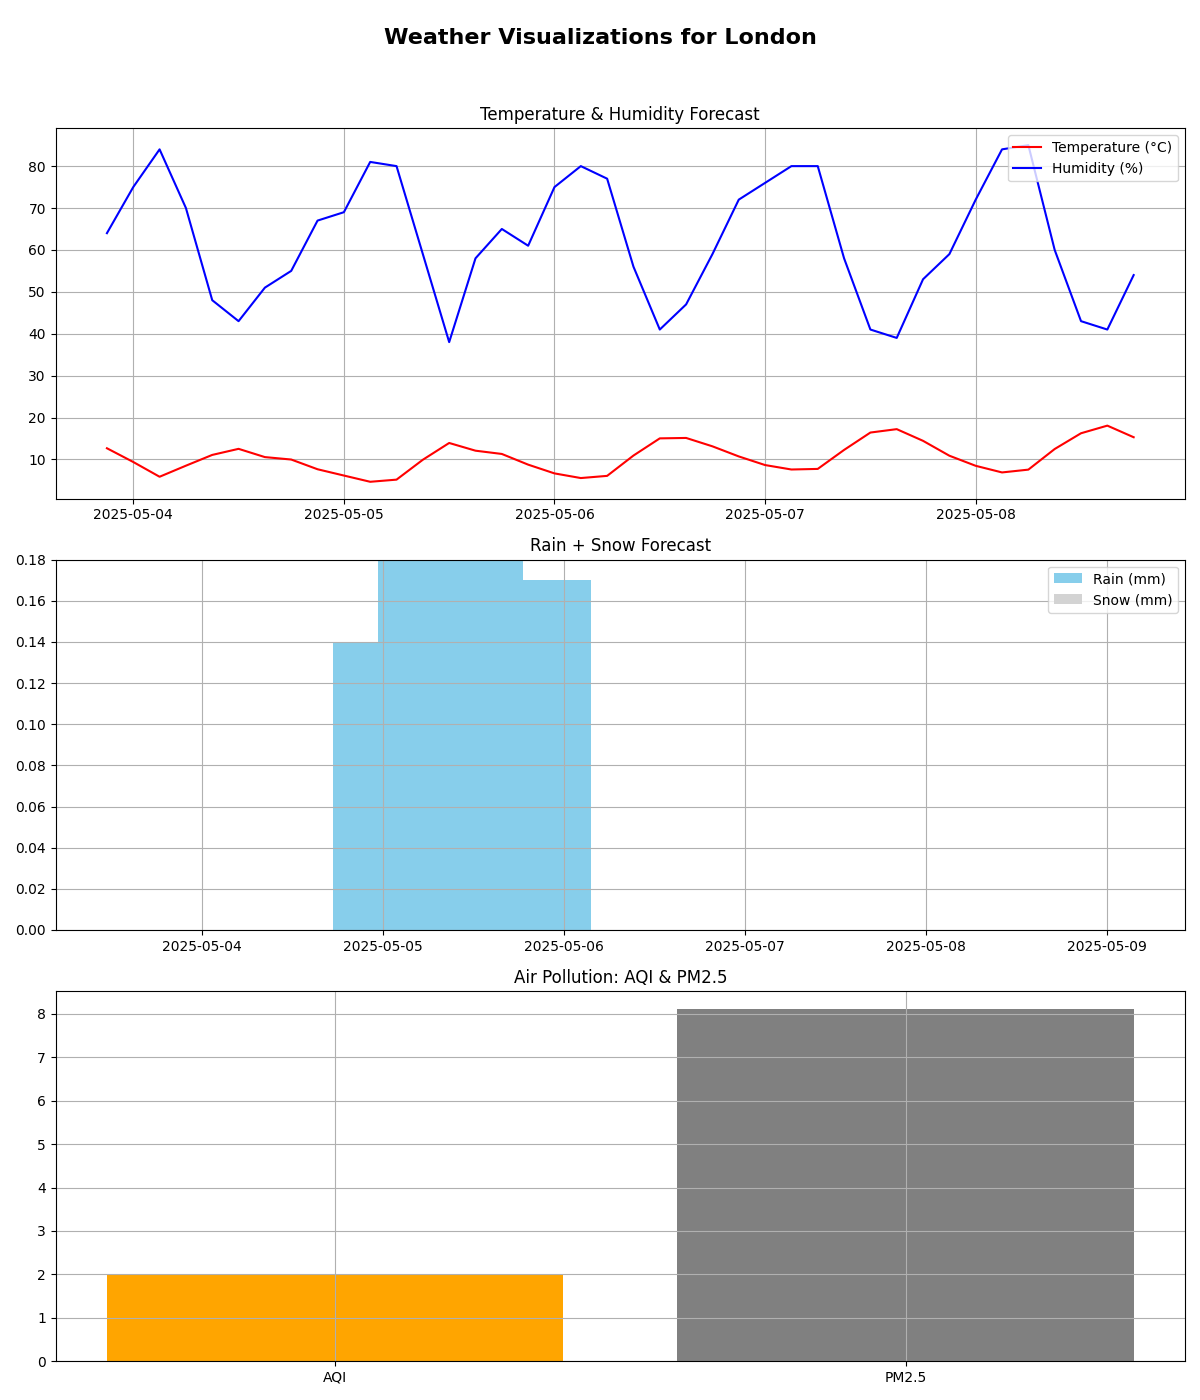 Weather Visualizations for London
Temperature & Humidity Forecast
Temperature (°C)
Humidity (%)
80
70
60
50
40
30
20
10
2025-05-04 2025-05-05 2025-05-06 2025-05-07 2025-05-08
Rain + Snow Forecast
Rain (mm)
Snow (mm)
0.18
0.16
0.14
0.12
0.10
0.08
0.06
0.04
0.02
0.00
2025-05-04 2025-05-05 2025-05-06 2025-05-07 2025-05-08 2025-05-09
Air Pollution: AQI & PM2.5
8
7
6
5
4
3
2
1
0
AQI PM2.5